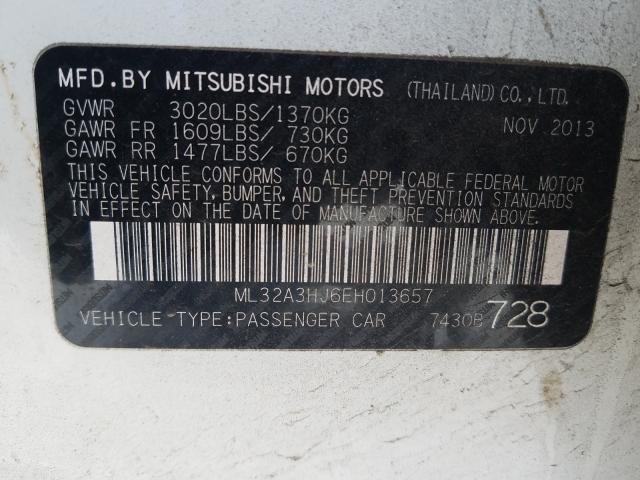 MFD.BY MITSUBISHI MOTORS (THAILAND)CO.,LTD.
GVWR 3020LBS/1370KG
NOV 2013
GAWR FR 1609LBS/ 730KG
GAWR RR 1477LBS/ 670KG
THIS VEHICLE CONFORMS TO ALL APPLICABLE FEDERAL MOTOR
VEHICLE SAFETY,BUMPER,AND THEFT PREVENTION STANDARDS
IN EFFECT ON THE DATE OF MANUFACTURE SHOWN ABOVE.
ML32A3HJ6EH013657
VEHICLE TYPE:PASSENGER CAR 7430B 728